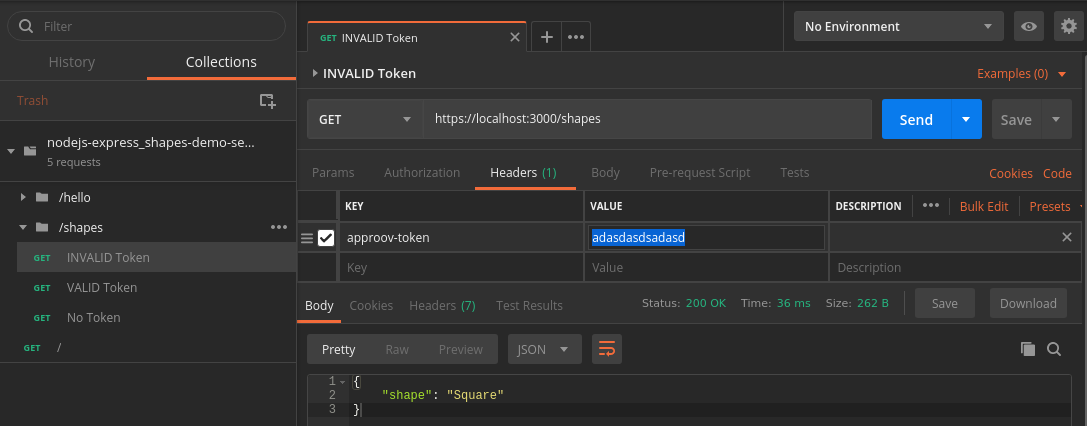 Filter
History Collections
Trash
nodejs-express_shapes-demo-se...
5 requests
/hello
/shapes
GET INVALID Token
GET VALID Token
GET No Token
GET /
GET INVALID Token
No Environment
INVALID Token
Examples (0)
GET https://localhost:3000/shapes
Send Save
Params Authorization Headers (1) Body Pre-request Script Tests
Cookies Code
KEY VALUE DESCRIPTION ••• Bulk Edit Presets
approov-token adasdasdsadasd
Key Value Description
Body Cookies Headers (7) Test Results
Status: 200 OK Time: 36 ms Size: 262 B
Save Download
Pretty Raw Preview JSON
1 {
2 "shape": "Square"
3 }